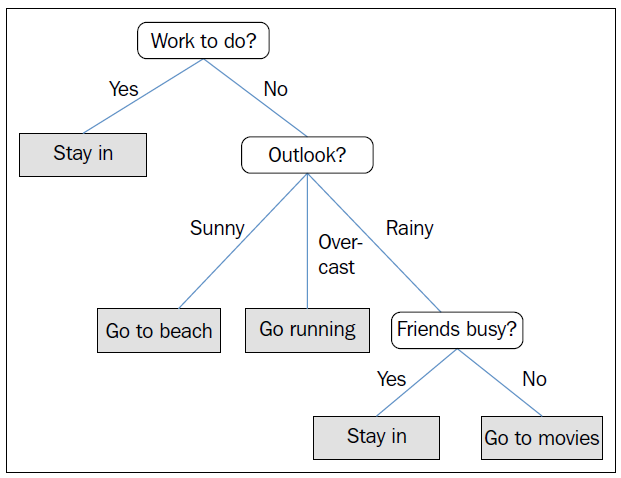 Work to do?
Yes
No
Stay in
Outlook?
Sunny
Over-
cast
Rainy
Go to beach
Go running
Friends busy?
Yes
No
Stay in
Go to movies